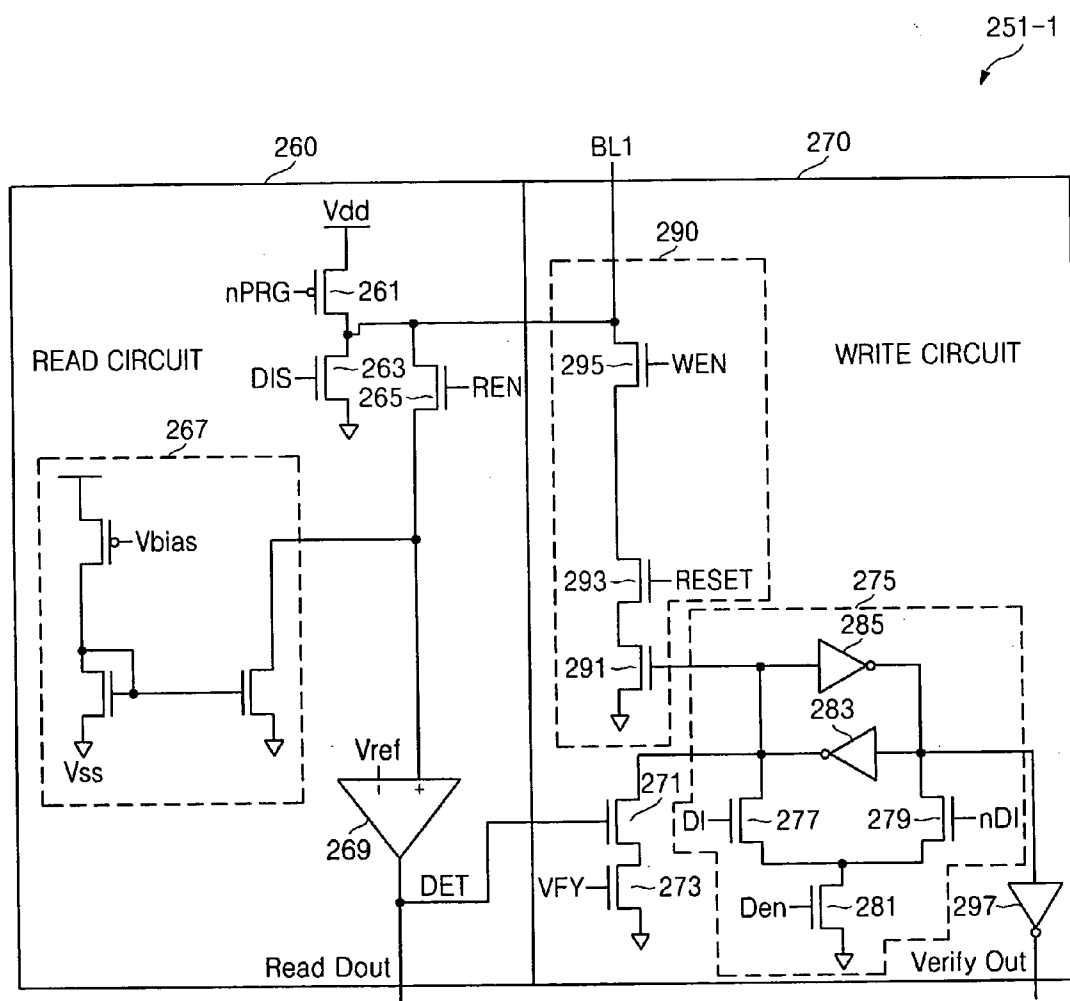 251-1
260
BL1
270
Vdd
290
nPRG
261
READ CIRCUIT
WRITE CIRCUIT
DIS
263
265
REN
295
WEN
267
Vbias
293
RESET
275
285
291
283
Vss
Vref
- +
269
271
DI
277
279
nDI
DET
VFY
273
Den
281
297
Read Dout
Verify Out